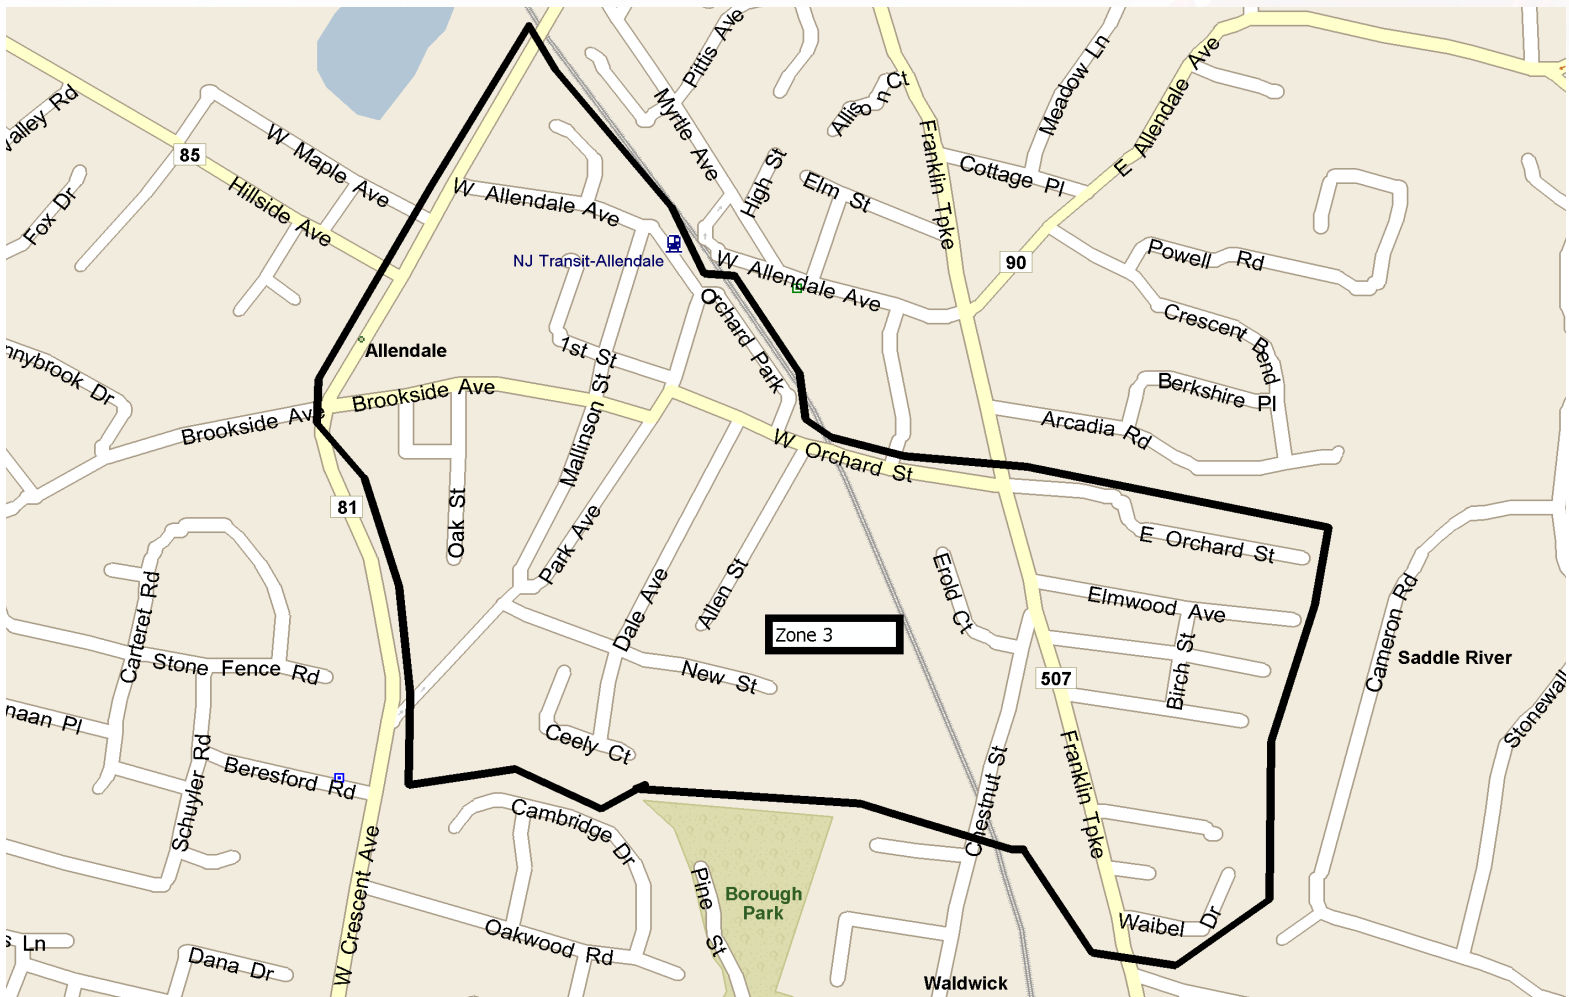 Pittis Ave
Valley Rd
Myrtle Ave
Allison Ct
Meadow Ln
E Allendale Ave
85
W Maple Ave
Hillside Ave
Fox Dr
W Allendale Ave
High St
Elm St
Franklin Tpke
Cottage Pl
NJ Transit-Allendale
W Allendale Ave
90
Powell Rd
Orchard Park
Crescent Bend
Allendale
1st St
nnybrook Dr
Brookside Ave
Brookside Ave
Mallinson St
Berkshire Pl
Arcadia Rd
W Orchard St
81
Oak St
Park Ave
E Orchard St
Erold Ct
Dale Ave
Allen St
Elmwood Ave
Carteret Rd
Zone 3
Birch St
Cameron Rd
Saddle River
Stone Fence Rd
New St
507
Stonewall
naan Pl
Ceely Ct
Schuyler Rd
Beresford Rd
Chestnut St
Franklin Tpke
Cambridge Dr
W Crescent Ave
Pine St
Borough
Park
Waibel Dr
Oakwood Rd
s Ln
Dana Dr
Waldwick